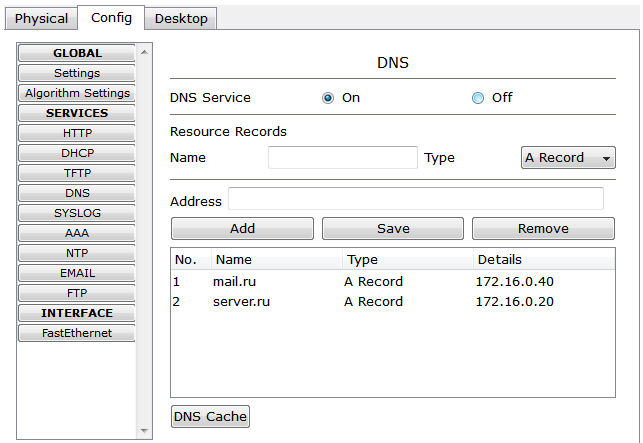 Physical Config Desktop
GLOBAL
Settings
Algorithm Settings
SERVICES
HTTP
DHCP
TFTP
DNS
SYSLOG
AAA
NTP
EMAIL
FTP
INTERFACE
FastEthernet
DNS
DNS Service On Off
Resource Records
Name Type A Record
Address
Add Save Remove
No. Name Type Details
1 mail.ru A Record 172.16.0.40
2 server.ru A Record 172.16.0.20
DNS Cache